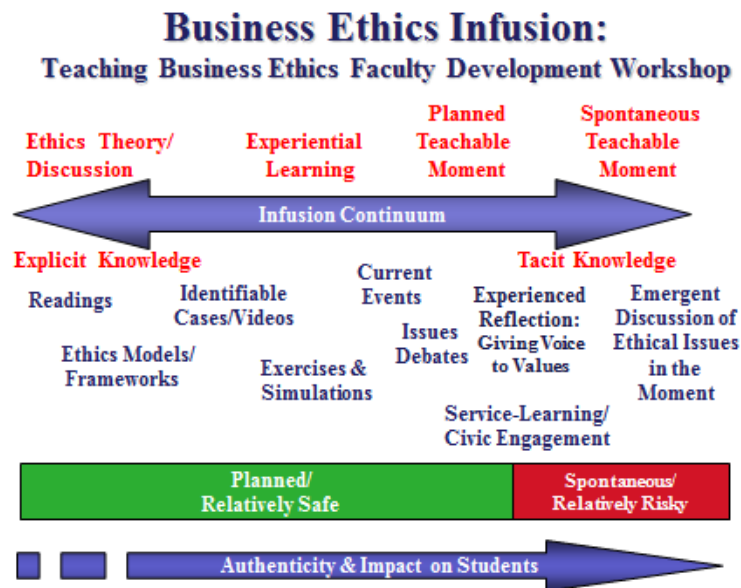 Business Ethics Infusion:
Teaching Business Ethics Faculty Development Workshop
Ethics Theory/
Discussion
Experiential
Learning
Planned
Teachable
Moment
Spontaneous
Teachable
Moment
Infusion Continuum
Explicit Knowledge
Tacit Knowledge
Readings
Identifiable
Cases/Videos
Current
Events
Experienced
Reflection:
Giving Voice
to Values
Emergent
Discussion of
Ethical Issues
in the
Moment
Ethics Models/
Frameworks
Exercises &
Simulations
Issues
Debates
Service-Learning/
Civic Engagement
Planned/
Relatively Safe
Spontaneous/
Relatively Risky
Authenticity & Impact on Students